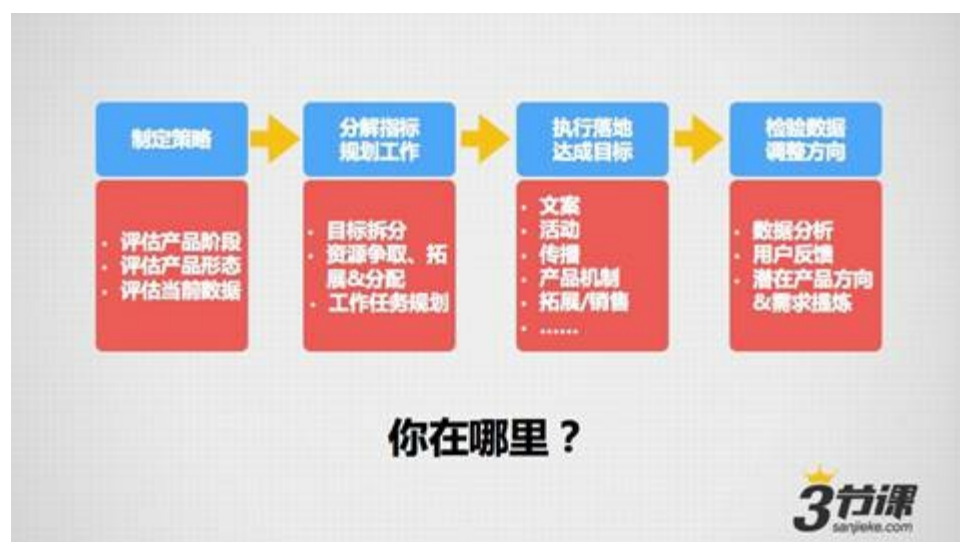 制定策略
分解指标
规划工作
执行落地
达成目标
检验数据
调整方向
· 评估产品阶段
· 评估产品形态
· 评估当前数据
· 目标拆分
· 资源争取、拓
展&分配
· 工作任务规划
· 文案
· 活动
· 传播
· 产品机制
· 拓展/销售
· ……
· 数据分析
· 用户反馈
· 潜在产品方向
&需求提炼
你在哪里？
3节课
sanjieke.com